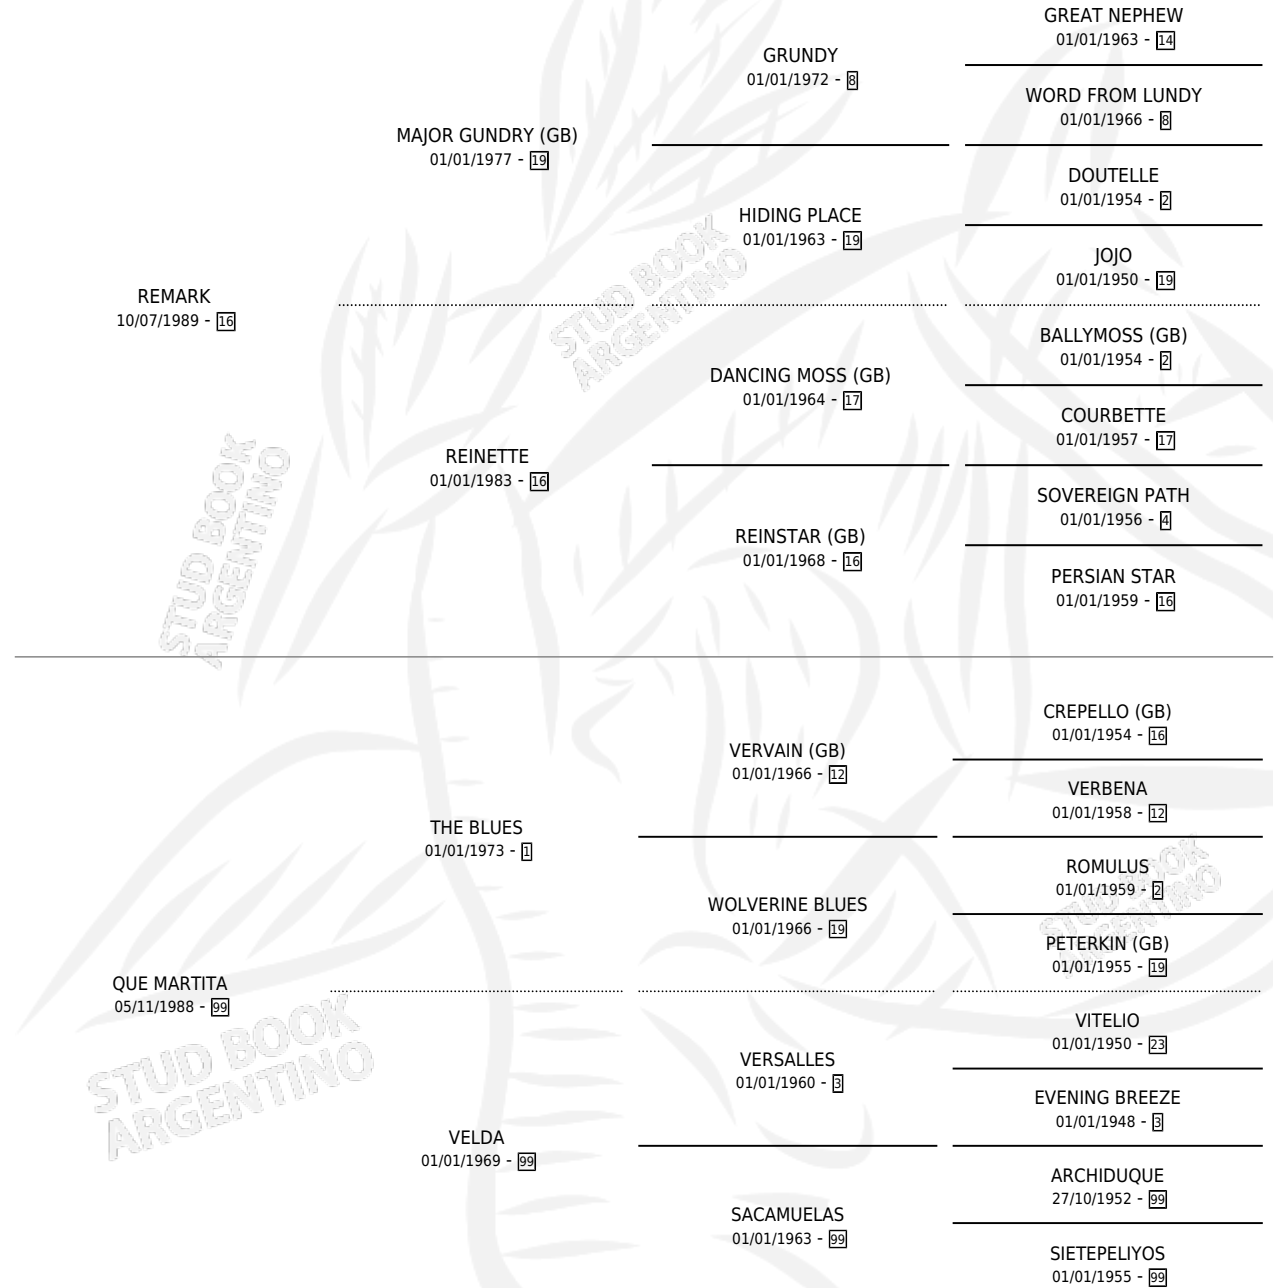 GREAT NEPHEW
01/01/1963 - 14
GRUNDY
01/01/1972 - 8
WORD FROM LUNDY
01/01/1966 - 8
MAJOR GUNDRY (GB)
01/01/1977 - 19
DOUTELLE
01/01/1954 - 2
HIDING PLACE
01/01/1963 - 19
JOJO
01/01/1950 - 19
REMARK
10/07/1989 - 16
STUD BOOK
ARGENTINO
BALLYMOSS (GB)
01/01/1954 - 2
DANCING MOSS (GB)
01/01/1964 - 17
COURBETTE
01/01/1957 - 17
REINETTE
01/01/1983 - 16
SOVEREIGN PATH
01/01/1956 - 4
REINSTAR (GB)
01/01/1968 - 16
PERSIAN STAR
01/01/1959 - 16
STUD BOOK
ARGENTINO
CREPELLO (GB)
01/01/1954 - 16
VERVAIN (GB)
01/01/1966 - 12
VERBENA
01/01/1958 - 12
THE BLUES
01/01/1973 - 1
ROMULUS
01/01/1959 - 2
WOLVERINE BLUES
01/01/1966 - 19
STUD BOOK
ARGENTINO
PETERKIN (GB)
01/01/1955 - 19
QUE MARTITA
05/11/1988 - 99
VITELIO
01/01/1950 - 23
VERSALLES
01/01/1960 - 3
EVENING BREEZE
01/01/1948 - 3
STUD BOOK
ARGENTINO
VELDA
01/01/1969 - 99
ARCHIDUQUE
27/10/1952 - 99
SACAMUELAS
01/01/1963 - 99
SIETEPELIYOS
01/01/1955 - 99